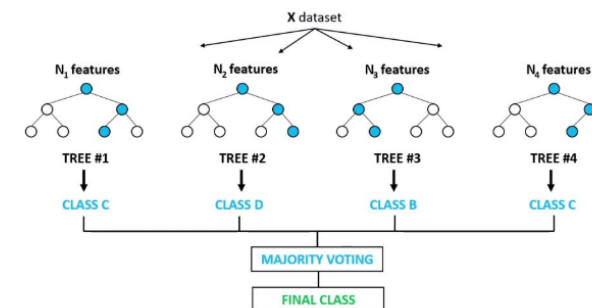 X dataset
N₁ features N₂ features N₃ features N₄ features
TREE #1 TREE #2 TREE #3 TREE #4
CLASS C CLASS D CLASS B CLASS C
MAJORITY VOTING
FINAL CLASS